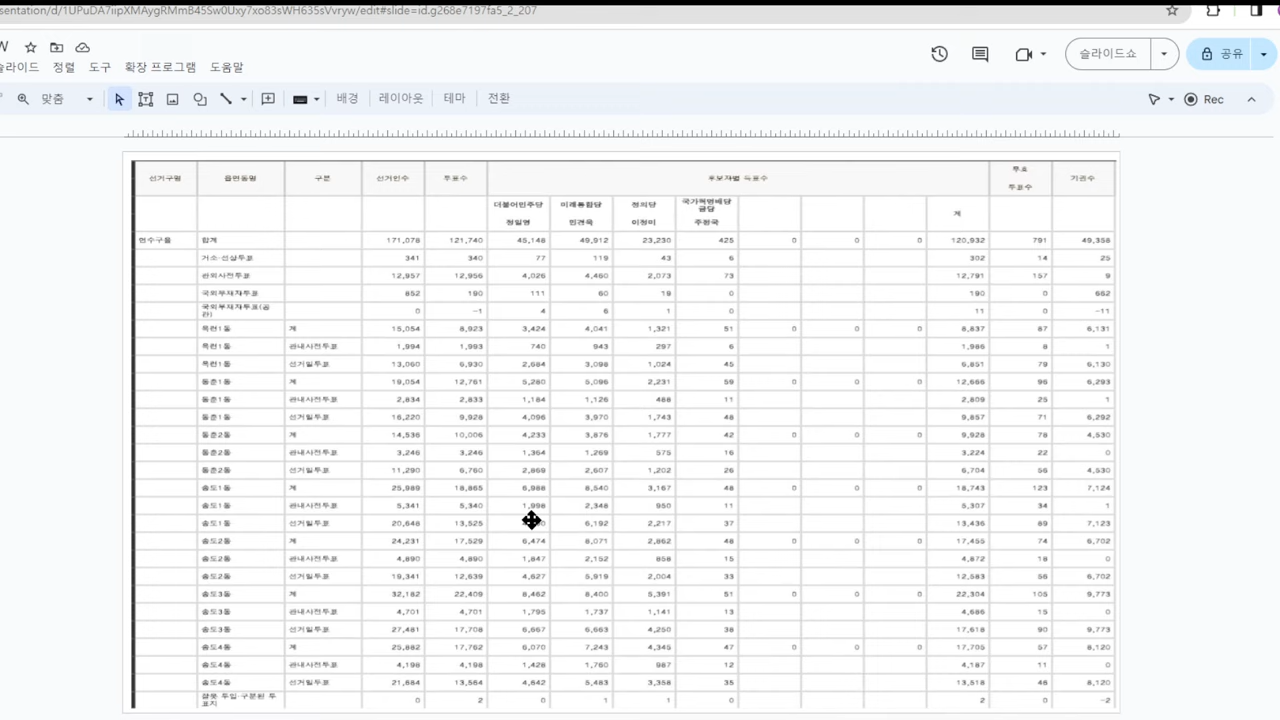 sentation/d/1UPuDA7iipXMAygRMmB45Sw0Uxy7xo83sWH635sVvryw/edit#slide=id.g268e7197fa5_2_207
W
슬라이드 정렬 도구 확장 프로그램 도움말
슬라이드쇼 공유
맞춤 배경 레이아웃 테마 전환 Rec
선거구명 읍면동명 구분 선거인수 투표수 후보자별 득표수 무효 투표수 기권수
더불어민주당 정일영 미래통합당 민경욱 정의당 이정미 국가혁명배당금당 주정국 계
연수구을 합계 171,078 121,740 45,148 49,912 23,230 425 0 0 0 120,932 791 49,358
거소·선상투표 341 340 77 119 43 6 302 14 25
관외사전투표 12,957 12,956 4,026 4,460 2,073 73 12,791 157 9
국외부재자투표 852 190 111 60 19 0 190 0 662
국외부재자투표(공관) 0 -1 4 6 1 0 11 0 -11
옥련1동 계 15,054 8,923 3,424 4,041 1,321 51 0 0 0 8,837 87 6,131
옥련1동 관내사전투표 1,994 1,993 740 943 297 6 1,986 8 1
옥련1동 선거일투표 13,060 6,930 2,684 3,098 1,024 45 6,851 79 6,130
동춘1동 계 19,054 12,761 5,280 5,096 2,231 59 0 0 0 12,666 96 6,293
동춘1동 관내사전투표 2,834 2,833 1,184 1,126 488 11 2,809 25 1
동춘1동 선거일투표 16,220 9,928 4,096 3,970 1,743 48 9,857 71 6,292
동춘2동 계 14,536 10,006 4,233 3,876 1,777 42 0 0 0 9,928 78 4,530
동춘2동 관내사전투표 3,246 3,246 1,364 1,269 575 16 3,224 22 0
동춘2동 선거일투표 11,290 6,760 2,869 2,607 1,202 26 6,704 56 4,530
송도1동 계 25,989 18,865 6,988 8,540 3,167 48 0 0 0 18,743 123 7,124
송도1동 관내사전투표 5,341 5,340 1,998 2,348 950 11 5,307 34 1
송도1동 선거일투표 20,648 13,525 6,192 2,217 37 13,436 89 7,123
송도2동 계 24,231 17,529 6,474 8,071 2,862 48 0 0 0 17,455 74 6,702
송도2동 관내사전투표 4,890 4,890 1,847 2,152 858 15 4,872 18 0
송도2동 선거일투표 19,341 12,639 4,627 5,919 2,004 33 12,583 56 6,702
송도3동 계 32,182 22,409 8,462 8,400 5,391 51 0 0 0 22,304 105 9,773
송도3동 관내사전투표 4,701 4,701 1,795 1,737 1,141 13 4,686 15 0
송도3동 선거일투표 27,481 17,708 6,667 6,663 4,250 38 17,618 90 9,773
송도4동 계 25,882 17,762 6,070 7,243 4,345 47 0 0 0 17,705 57 8,120
송도4동 관내사전투표 4,198 4,198 1,428 1,760 987 12 4,187 11 0
송도4동 선거일투표 21,684 13,564 4,642 5,483 3,358 35 13,518 46 8,120
잘못 투입·구분된 투표지 0 2 0 1 1 0 2 0 -2